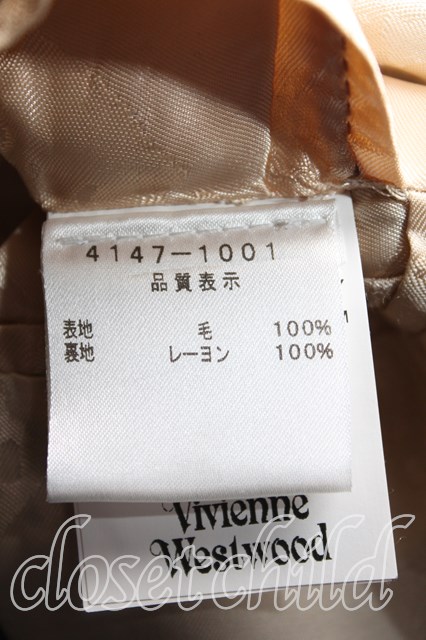 4147-1001
品質表示
表地 毛 100%
裏地 レーヨン 100%
Vivienne
Westwood
closet child